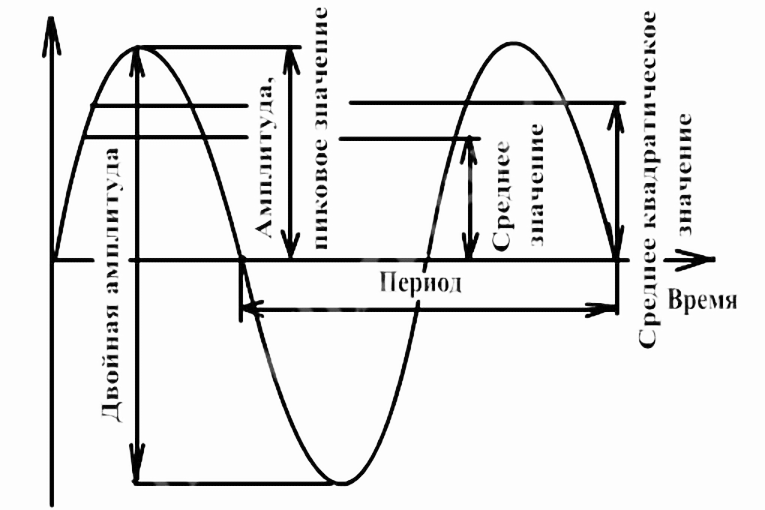 Двойная амплитуда
Амплитуда,
пиковое значение
Среднее
значение
Среднее квадратическое
значение
Период
Время